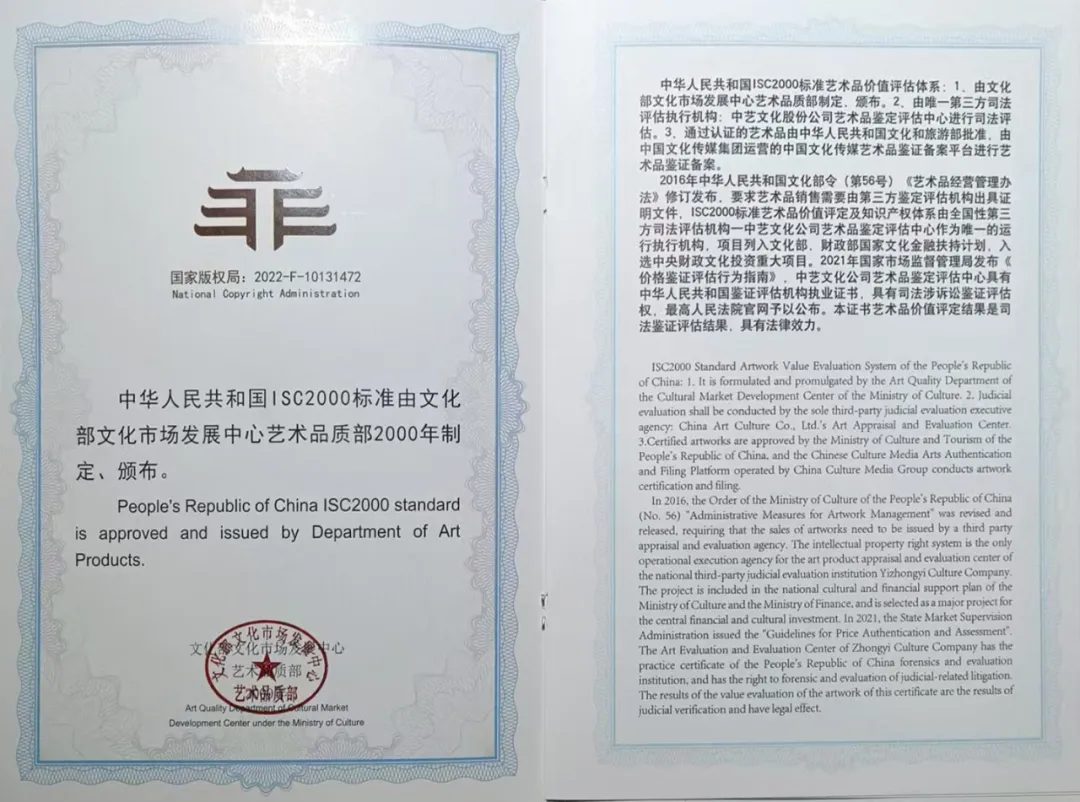 国家版权局：2022-F-10131472
National Copyright Administration
中华人民共和国ISC2000标准由文化
部文化市场发展中心艺术品质部2000年制
定、颁布。
People's Republic of China ISC2000 standard
is approved and issued by Department of Art
Products.
文化部文化市场发展中心
艺术品质部
文化部文化市场发展中心
艺术品质部
Art Quality Department of Cultural Market
Development Center under the Ministry of Culture
中华人民共和国ISC2000标准艺术品价值评估体系：1、由文化
部文化市场发展中心艺术品质部制定，颁布。2、由唯一第三方司法
评估执行机构：中艺文化股份公司艺术品鉴定评估中心进行司法评
估。3、通过认证的艺术品由中华人民共和国文化和旅游部批准，由
中国文化传媒集团运营的中国文化传媒艺术品鉴证备案平台进行艺
术品鉴证备案。
2016年中华人民共和国文化部令（第56号）《艺术品经营管理办
法》修订发布，要求艺术品销售需要由第三方鉴定评估机构出具证
明文件，ISC2000标准艺术品价值评定及知识产权体系由全国性第三
方司法评估机构一中艺文化公司艺术品鉴定评估中心作为唯一的运
行执行机构，项目列入文化部，财政部国家文化金融扶持计划，入
选中央财政文化投资重大项目。2021年国家市场监督管理局发布《
价格鉴证评估行为指南》，中艺文化公司艺术品鉴定评估中心具有
中华人民共和国鉴证评估机构执业证书，具有司法涉诉讼鉴证评估
权，最高人民法院官网予以公布。本证书艺术品价值评定结果是司
法鉴证评估结果，具有法律效力。
ISC2000 Standard Artwork Value Evaluation System of the People's Republic
of China: 1. It is formulated and promulgated by the Art Quality Department of
the Cultural Market Development Center of the Ministry of Culture. 2. Judicial
evaluation shall be conducted by the sole third-party judicial evaluation executive
agency: China Art Culture Co., Ltd.'s Art Appraisal and Evaluation Center.
3.Certified artworks are approved by the Ministry of Culture and Tourism of the
People's Republic of China, and the Chinese Culture Media Arts Authentication
and Filing Platform operated by China Culture Media Group conducts artwork
certification and filing.
In 2016, the Order of the Ministry of Culture of the People's Republic of China
(No. 56) "Administrative Measures for Artwork Management" was revised and
released, requiring that the sales of artworks need to be issued by a third party
appraisal and evaluation agency. The intellectual property right system is the only
operational execution agency for the art product appraisal and evaluation center of
the national third-party judicial evaluation institution Yizhongyi Culture Company.
The project is included in the national cultural and financial support plan of the
Ministry of Culture and the Ministry of Finance, and is selected as a major project for
the central financial and cultural investment. In 2021, the State Market Supervision
Administration issued the "Guidelines for Price Authentication and Assessment".
The Art Evaluation and Evaluation Center of Zhongyi Culture Company has the
practice certificate of the People's Republic of China forensics and evaluation
institution, and has the right to forensic and evaluation of judicial-related litigation.
The results of the value evaluation of the artwork of this certificate are the results of
judicial verification and have legal effect.